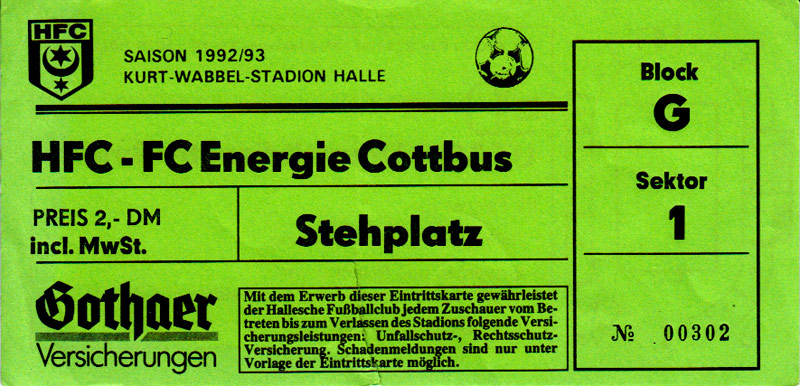 HFC
SAISON 1992/93
KURT-WABBEL-STADION HALLE
HFC - FC Energie Cottbus
PREIS 2,- DM
incl. MwSt.
Stehplatz
Gothaer
Versicherungen
Mit dem Erwerb dieser Eintrittskarte gewährleistet
der Hallesche Fußballclub jedem Zuschauer vom Be-
treten bis zum Verlassen des Stadions folgende Versi-
cherungsleistungen: Unfallschutz-, Rechtsschutz-
Versicherung. Schadenmeldungen sind nur unter
Vorlage der Eintrittskarte möglich.
Block
G
Sektor
1
№ 00302